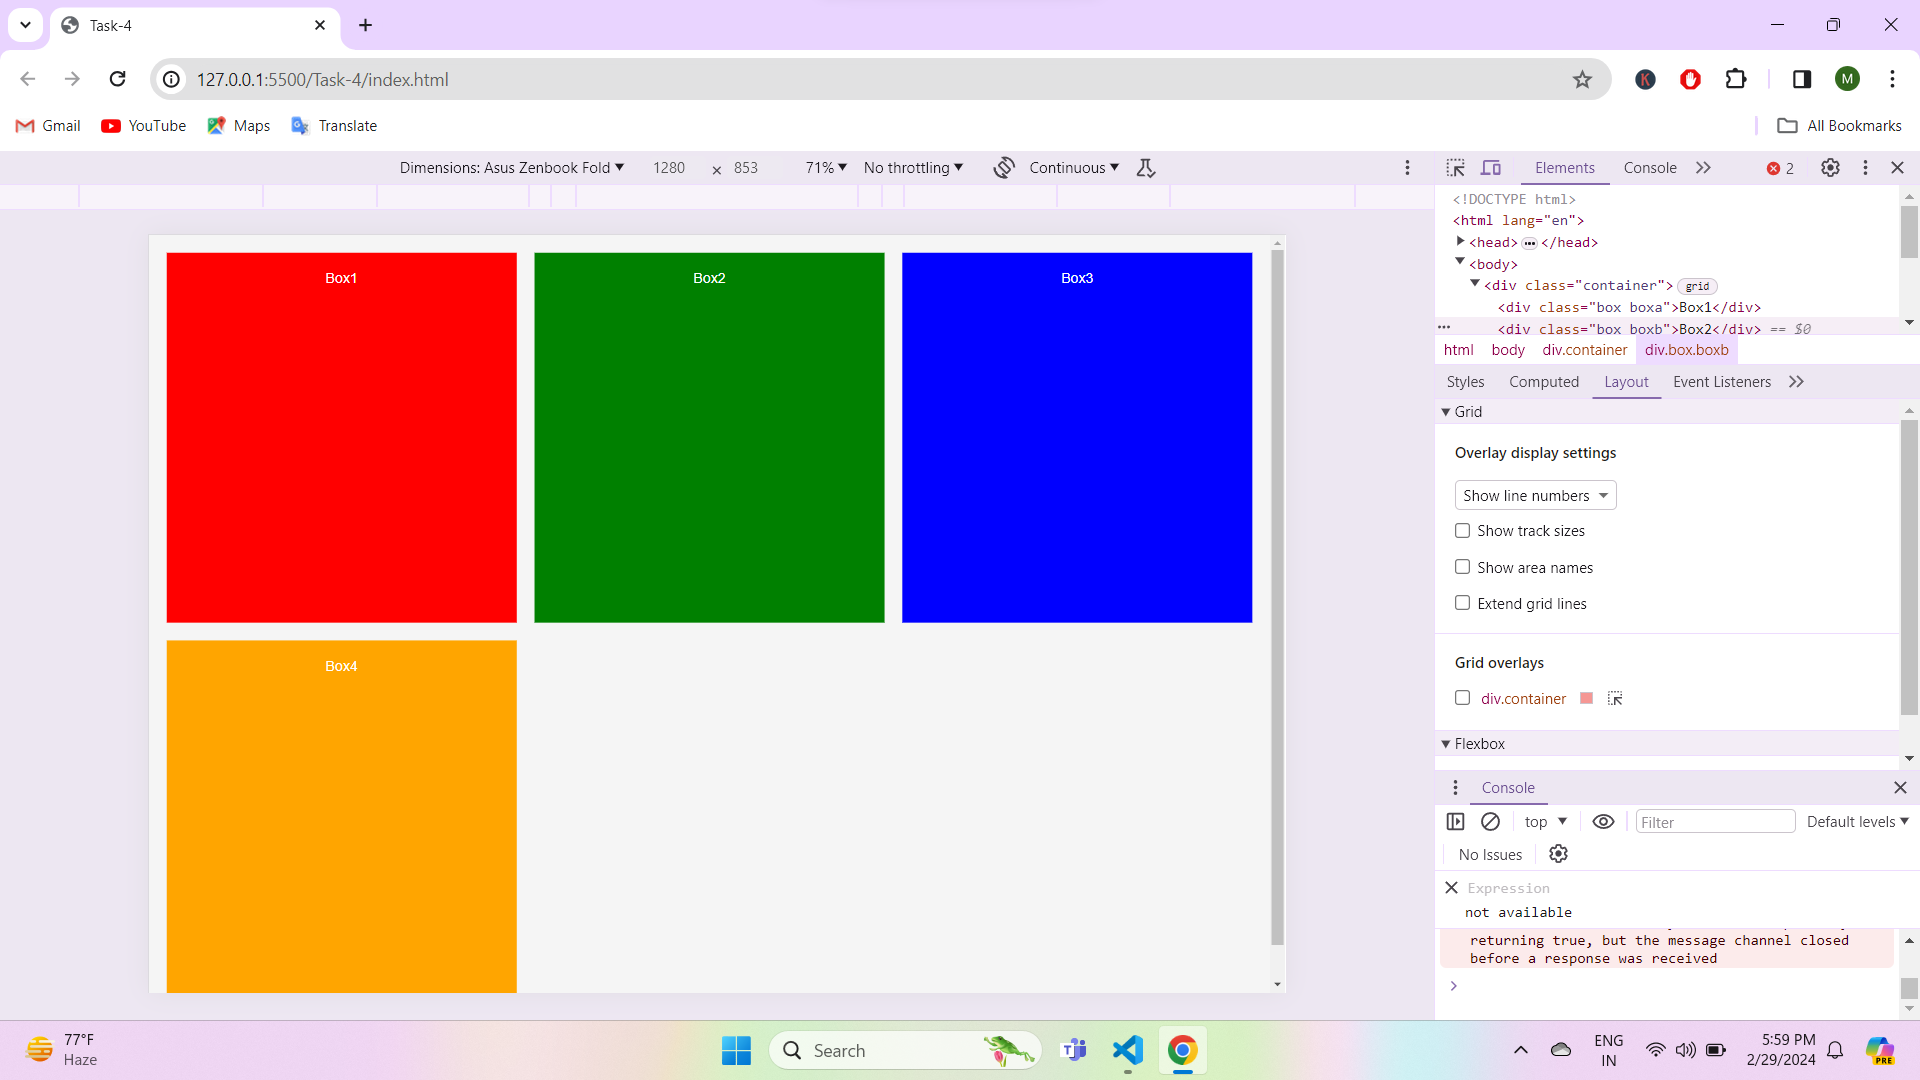 Task-4
127.0.0.1:5500/Task-4/index.html
K
M
Gmail YouTube Maps Translate All Bookmarks
Dimensions: Asus Zenbook Fold 1280 × 853 71% No throttling Continuous
Elements Console 2
<!DOCTYPE html>
<html lang="en">
<head> ••• </head>
<body>
<div class="container"> grid
<div class="box boxa">Box1</div>
<div class="box boxb">Box2</div> == $0
html body div.container div.box.boxb
Styles Computed Layout Event Listeners
Grid
Overlay display settings
Show line numbers
Show track sizes
Show area names
Extend grid lines
Grid overlays
div.container
Flexbox
Console
top Filter Default levels
No Issues
Expression
not available
returning true, but the message channel closed
before a response was received
Box1 Box2 Box3
Box4
77°F
Haze
Search
ENG
IN
5:59 PM
2/29/2024
PRE